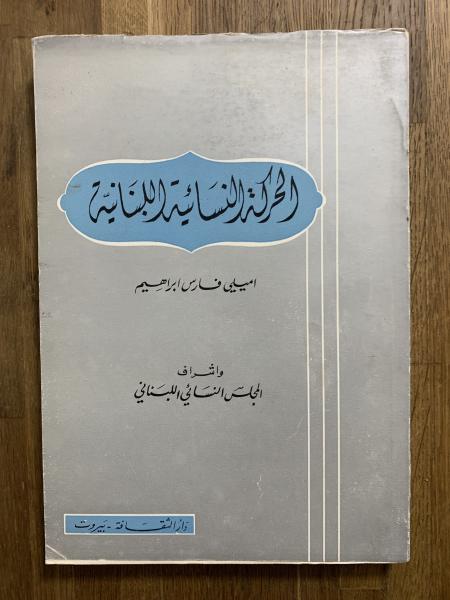 الحركة النسائية اللبنانية
اميلي فارس ابراهيم
واشراف
المجلس النسائي اللبناني
دار الثقافة - بيروت